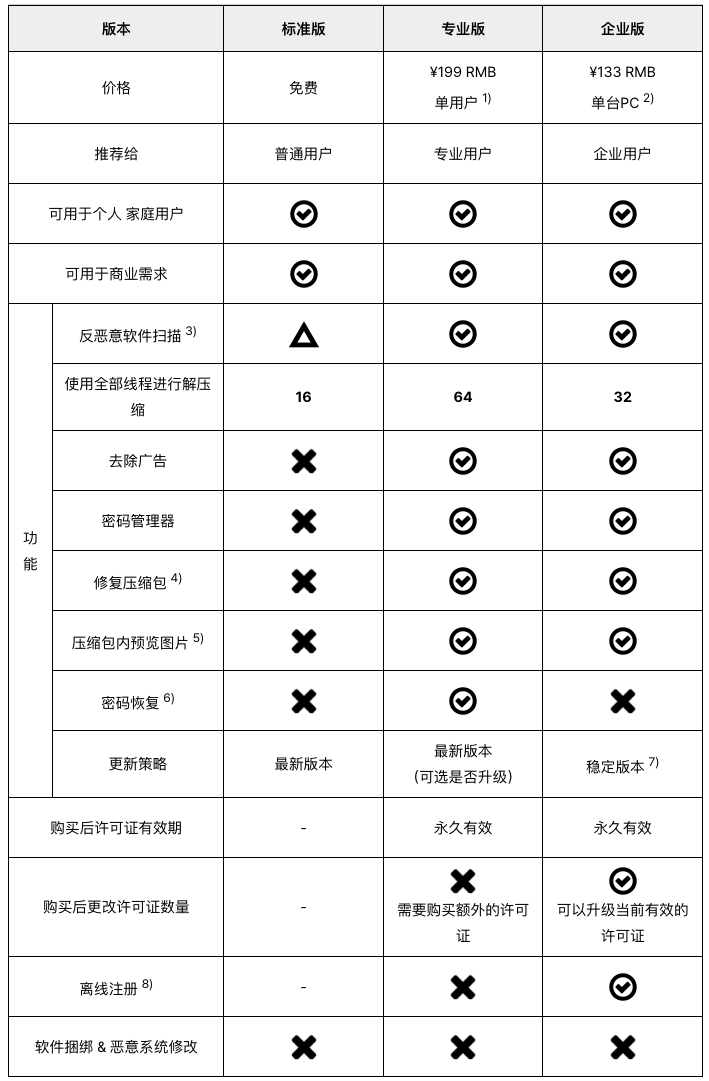 版本 标准版 专业版 企业版
价格 免费 ¥199 RMB ¥133 RMB
单用户 1) 单台PC 2)
推荐给 普通用户 专业用户 企业用户
可用于个人 家庭用户
可用于商业需求
功能
反恶意软件扫描 3)
使用全部线程进行解压
缩 16 64 32
去除广告
密码管理器
修复压缩包 4)
压缩包内预览图片 5)
密码恢复 6)
更新策略 最新版本 最新版本 稳定版本 7)
(可选是否升级)
购买后许可证有效期 - 永久有效 永久有效
购买后更改许可证数量 - 需要购买额外的许可 可以升级当前有效的
证 许可证
离线注册 8) -
软件捆绑 & 恶意系统修改